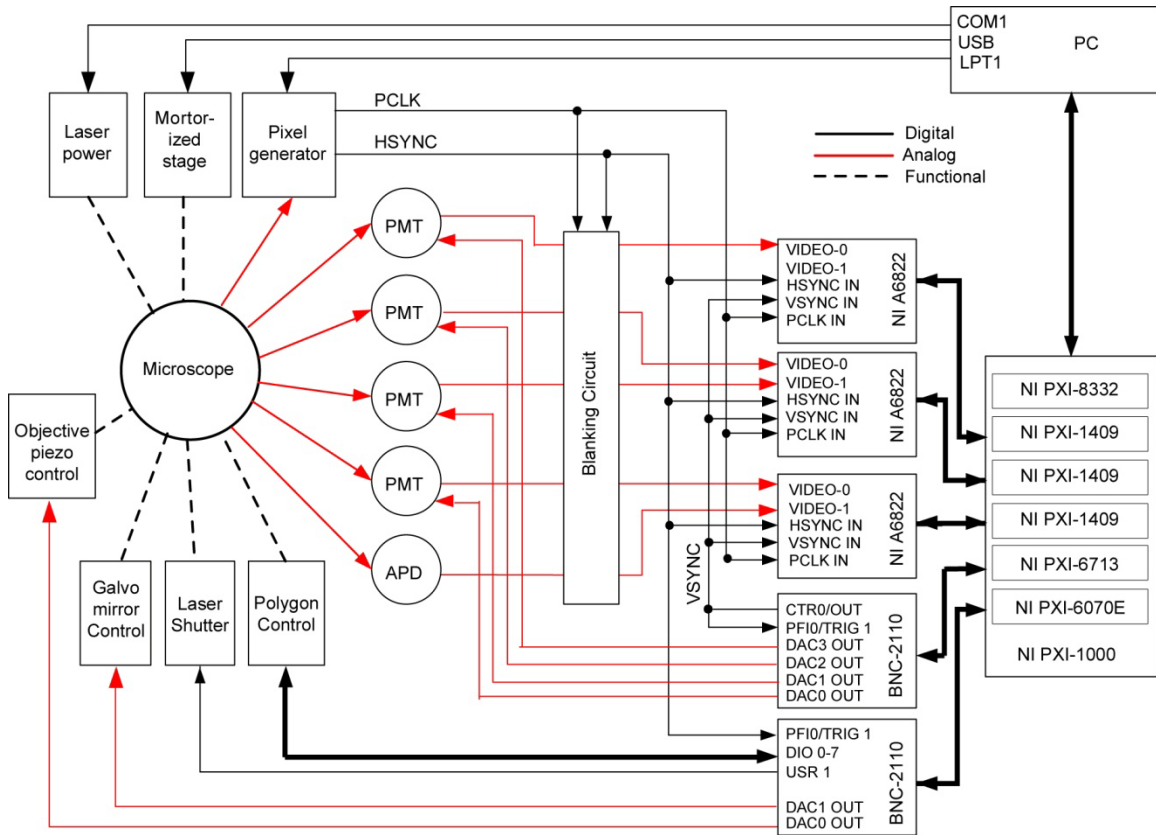 COM1
USB
LPT1
PC
Laser
power
Mortor-
ized
stage
Pixel
generator
PCLK
HSYNC
Digital
Analog
Functional
PMT
PMT
PMT
PMT
APD
Microscope
Blanking Circuit
Objective
piezo
control
Galvo
mirror
Control
Laser
Shutter
Polygon
Control
VIDEO-0
VIDEO-1
HSYNC IN
VSYNC IN
PCLK IN
NI A6822
VIDEO-0
VIDEO-1
HSYNC IN
VSYNC IN
PCLK IN
NI A6822
VIDEO-0
VIDEO-1
HSYNC IN
VSYNC IN
PCLK IN
NI A6822
VSYNC
CTR0/OUT
PFI0/TRIG 1
DAC3 OUT
DAC2 OUT
DAC1 OUT
DAC0 OUT
BNC-2110
PFI0/TRIG 1
DIO 0-7
USR 1
DAC1 OUT
DAC0 OUT
BNC-2110
NI PXI-8332
NI PXI-1409
NI PXI-1409
NI PXI-1409
NI PXI-6713
NI PXI-6070E
NI PXI-1000